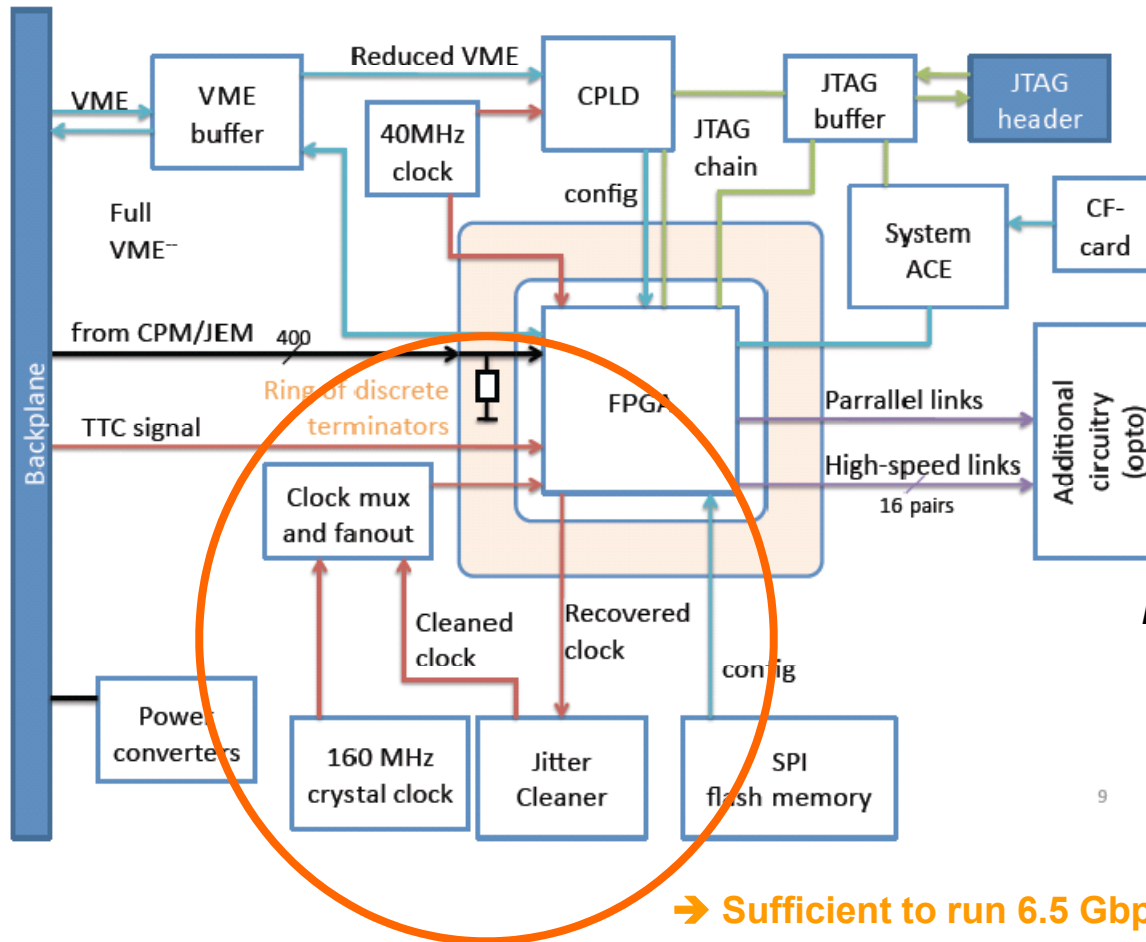 Backplane
VME
VME
buffer
Reduced VME
40MHz
clock
CPLD
config
JTAG
chain
JTAG
buffer
JTAG
header
System
ACE
CF-
card
Full
VME--
from CPM/JEM
400
Ring of discrete
terminators
FPGA
TTC signal
Parrallel links
High-speed links
16 pairs
Additional
circuitry
(opto)
Clock mux
and fanout
Cleaned
clock
Recovered
clock
config
Power
converters
160 MHz
crystal clock
Jitter
Cleaner
SPI
flash memory
9
➔ Sufficient to run 6.5 Gbp